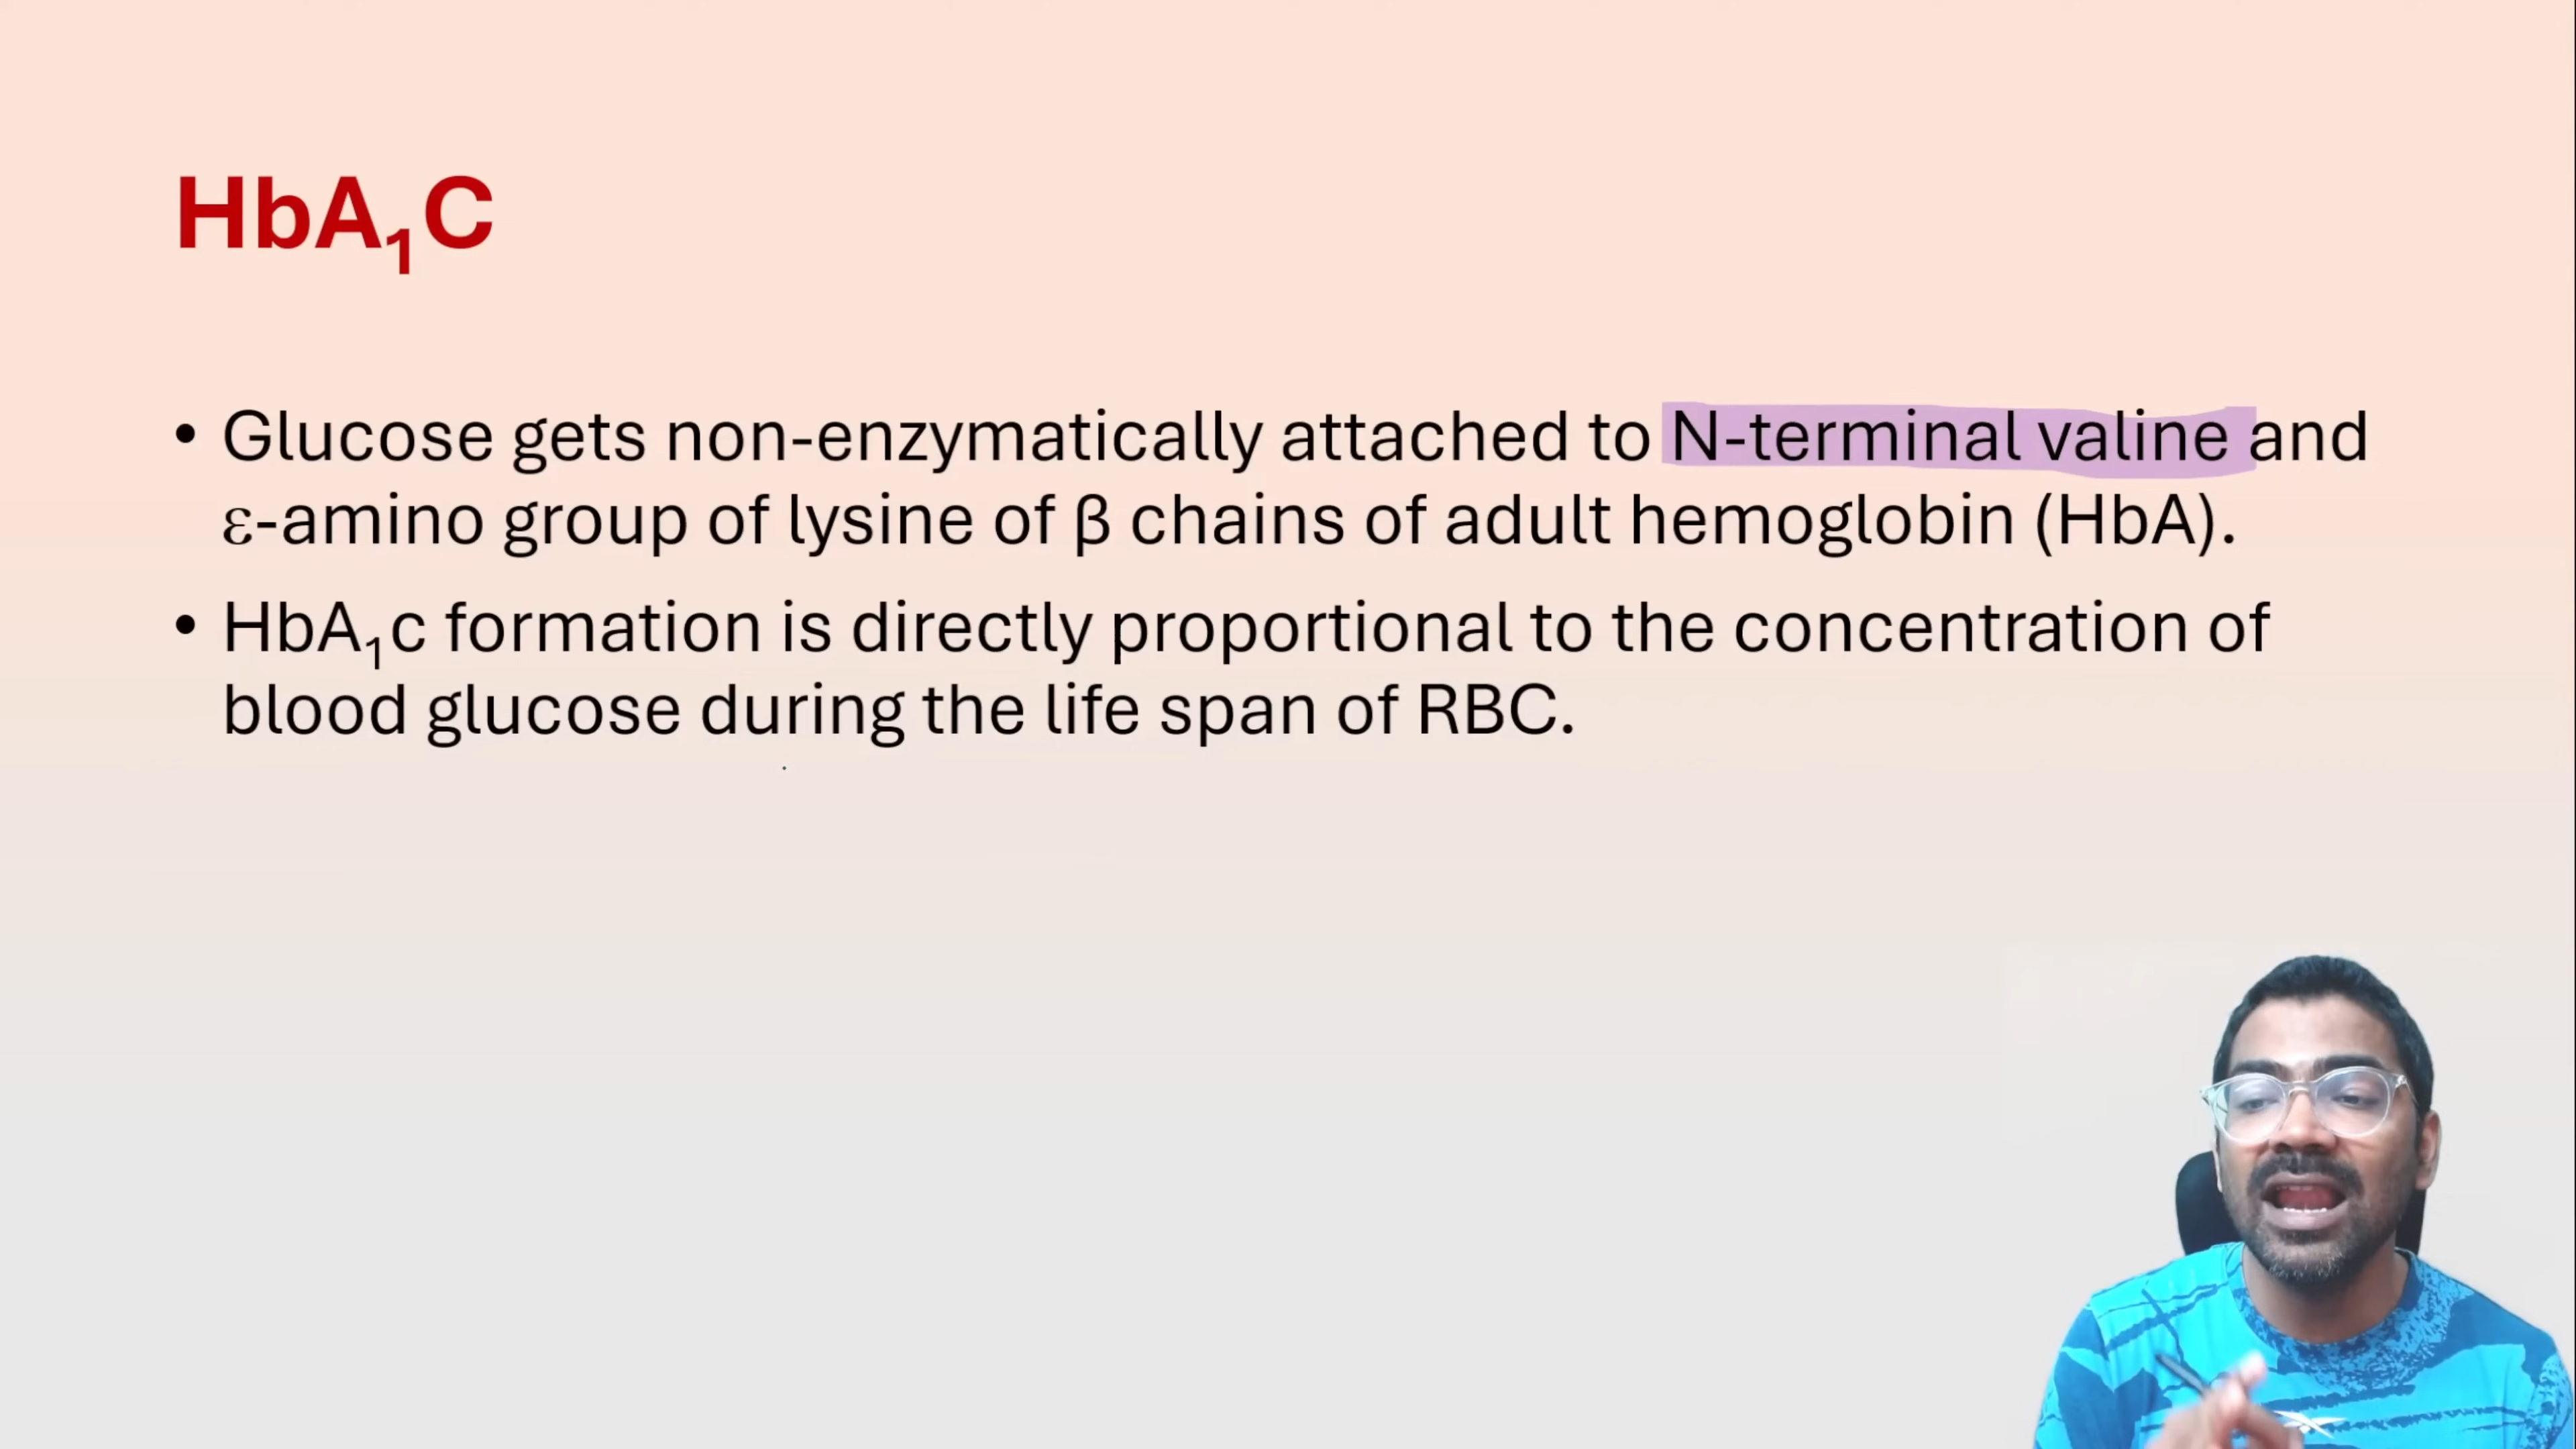 HbA₁C
• Glucose gets non-enzymatically attached to N-terminal valine and
ε-amino group of lysine of β chains of adult hemoglobin (HbA).
• HbA₁c formation is directly proportional to the concentration of
blood glucose during the life span of RBC.